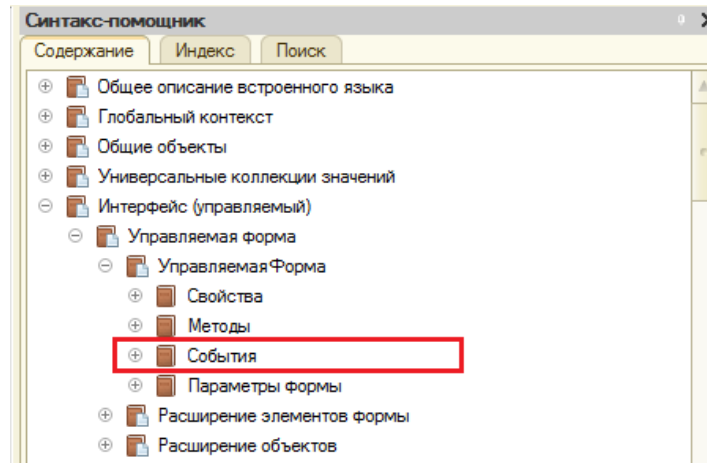 Синтакс-помощник
Содержание Индекс Поиск
Общее описание встроенного языка
Глобальный контекст
Общие объекты
Универсальные коллекции значений
Интерфейс (управляемый)
Управляемая форма
УправляемаяФорма
Свойства
Методы
События
Параметры формы
Расширение элементов формы
Расширение объектов